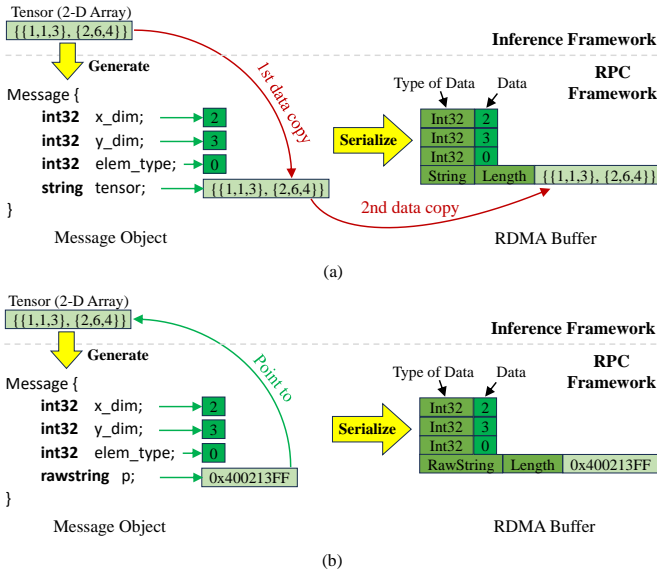 Tensor (2-D Array)
{{1,1,3}, {2,6,4}}
Inference Framework
Generate
1st data copy
RPC
Framework
Type of Data
Data
Message {
int32 x_dim;
2
int32 y_dim;
3
int32 elem_type;
0
string tensor;
{{1,1,3}, {2,6,4}}
}
Serialize
Int32
2
Int32
3
Int32
0
String
Length
{{1,1,3}, {2,6,4}}
2nd data copy
Message Object
RDMA Buffer
(a)
Tensor (2-D Array)
{{1,1,3}, {2,6,4}}
Inference Framework
Generate
Point to
RPC
Framework
Type of Data
Data
Message {
int32 x_dim;
2
int32 y_dim;
3
int32 elem_type;
0
rawstring p;
0x400213FF
}
Serialize
Int32
2
Int32
3
Int32
0
RawString
Length
0x400213FF
Message Object
RDMA Buffer
(b)